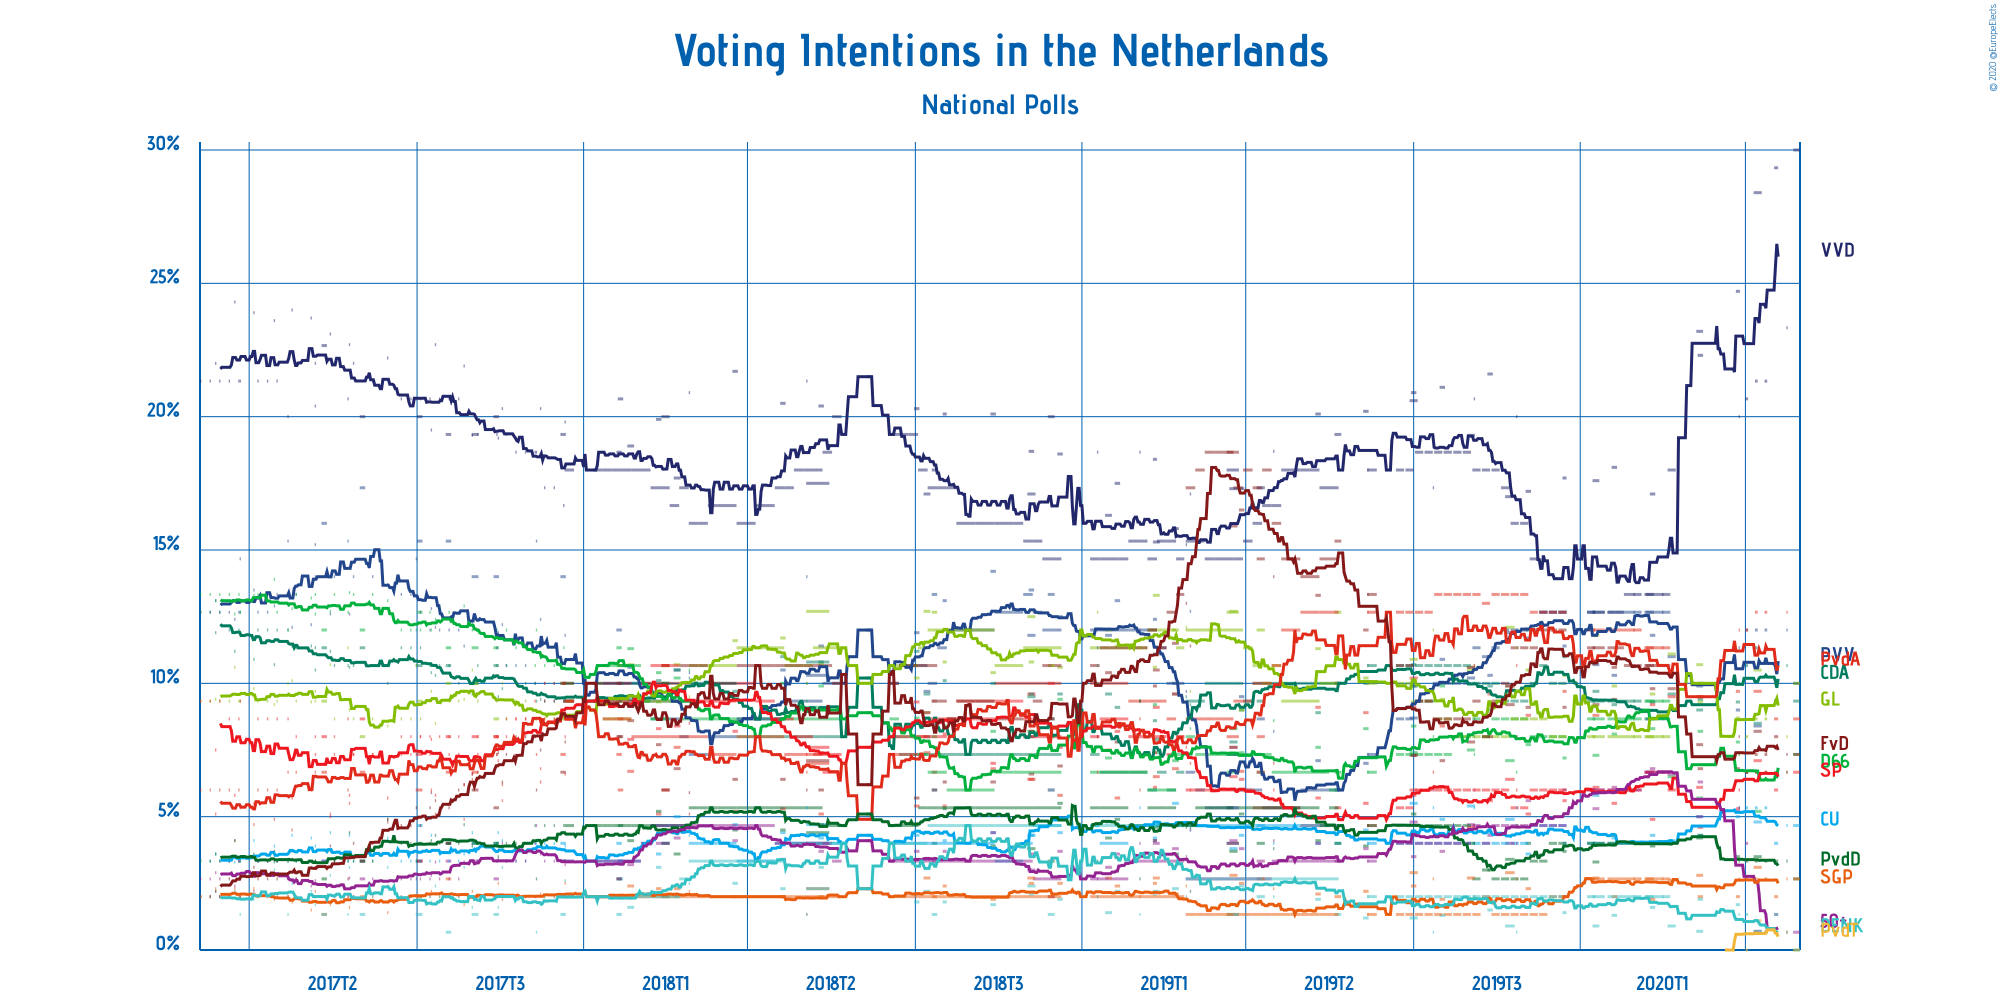 © 2020 @EuropeElects
Voting Intentions in the Netherlands
National Polls
30%
25%
20%
15%
10%
5%
0%
VVD
PVV
PvdA
CDA
GL
FvD
D66
SP
CU
PvdD
SGP
50+
DENK
2017T2
2017T3
2018T1
2018T2
2018T3
2019T1
2019T2
2019T3
2020T1